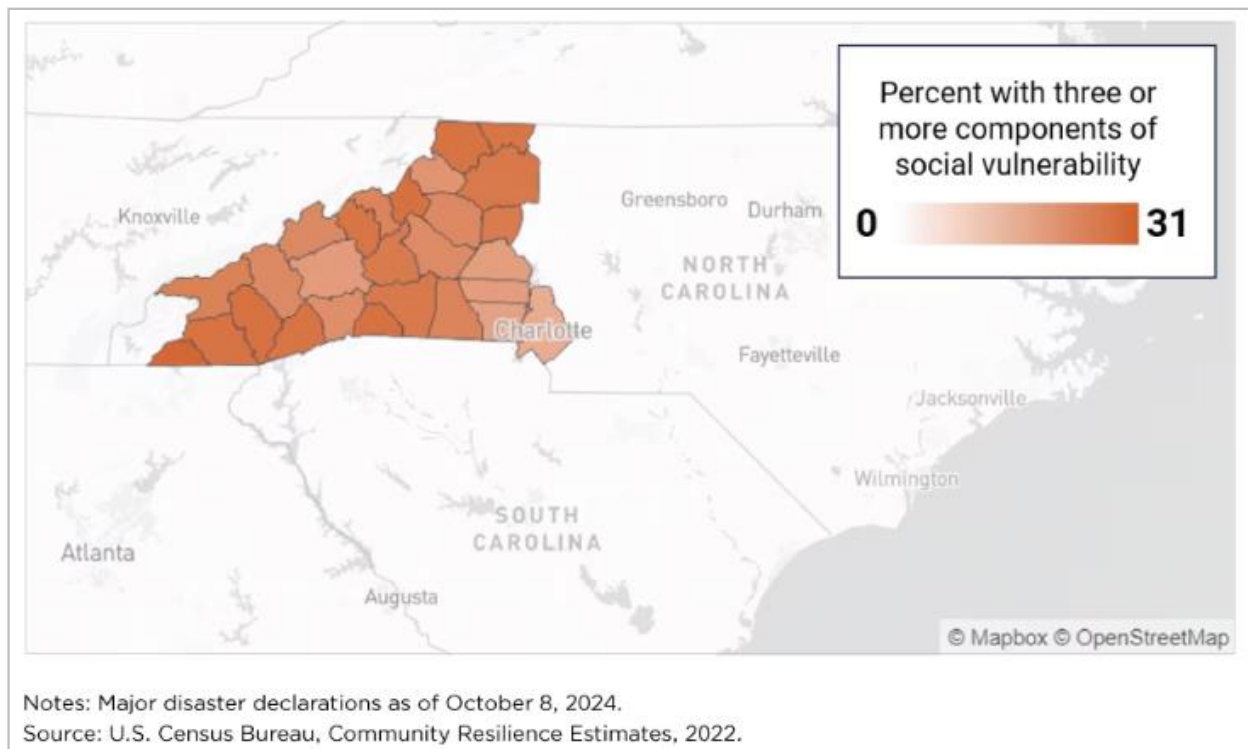 Percent with three or
more components of
social vulnerability
0 31
Knoxville
Greensboro
Durham
NORTH
CAROLINA
Charlotte
Fayetteville
Jacksonville
Wilmington
SOUTH
CAROLINA
Atlanta
Augusta
© Mapbox © OpenStreetMap
Notes: Major disaster declarations as of October 8, 2024.
Source: U.S. Census Bureau, Community Resilience Estimates, 2022.